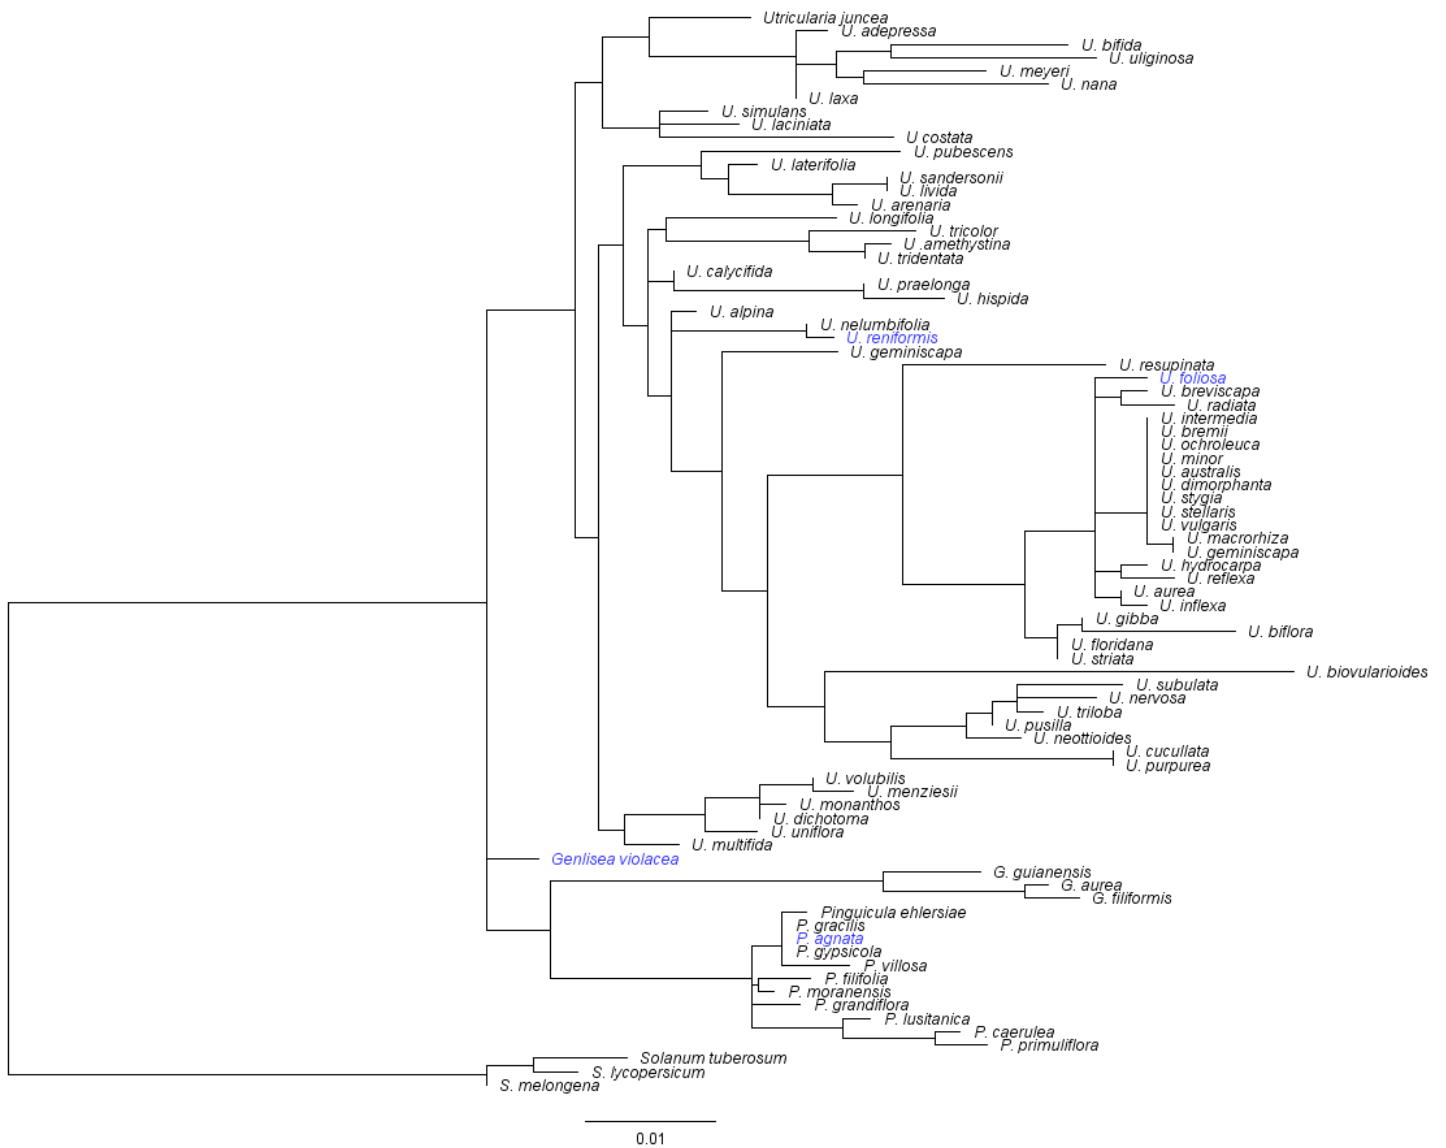 Utricularia juncea
U. adepressa
U. bifida
U. uliginosa
U. meyeri
U. nana
U. laxa
U. simulans
U. laciniata
U costata
U. pubescens
U. laterifolia
U. sandersonii
U. livida
U. arenaria
U. longifolia
U. tricolor
U .amethystina
U. tridentata
U. calycifida
U. praelonga
U. hispida
U. alpina
U. nelumbifolia
U. reniformis
U. geminiscapa
U. resupinata
U. foliosa
U. breviscapa
U. radiata
U. intermedia
U. bremii
U. ochroleuca
U. minor
U. australis
U. dimorphanta
U. stygia
U. stellaris
U. vulgaris
U. macrorhiza
U. geminiscapa
U. hydrocarpa
U. reflexa
U. aurea
U. inflexa
U. gibba
U. biflora
U. floridana
U. striata
U. biovularioides
U. subulata
U. nervosa
U. triloba
U. pusilla
U. neottioides
U. cucullata
U. purpurea
U. volubilis
U. menziesii
U. monanthos
U. dichotoma
U. uniflora
U. multifida
Genlisea violacea
G. guianensis
G. aurea
G. filiformis
Pinguicula ehlersiae
P. gracilis
P. agnata
P. gypsicola
P. villosa
P. filifolia
P. moranensis
P. grandiflora
P. lusitanica
P. caerulea
P. primuliflora
Solanum tuberosum
S. lycopersicum
S. melongena
0.01